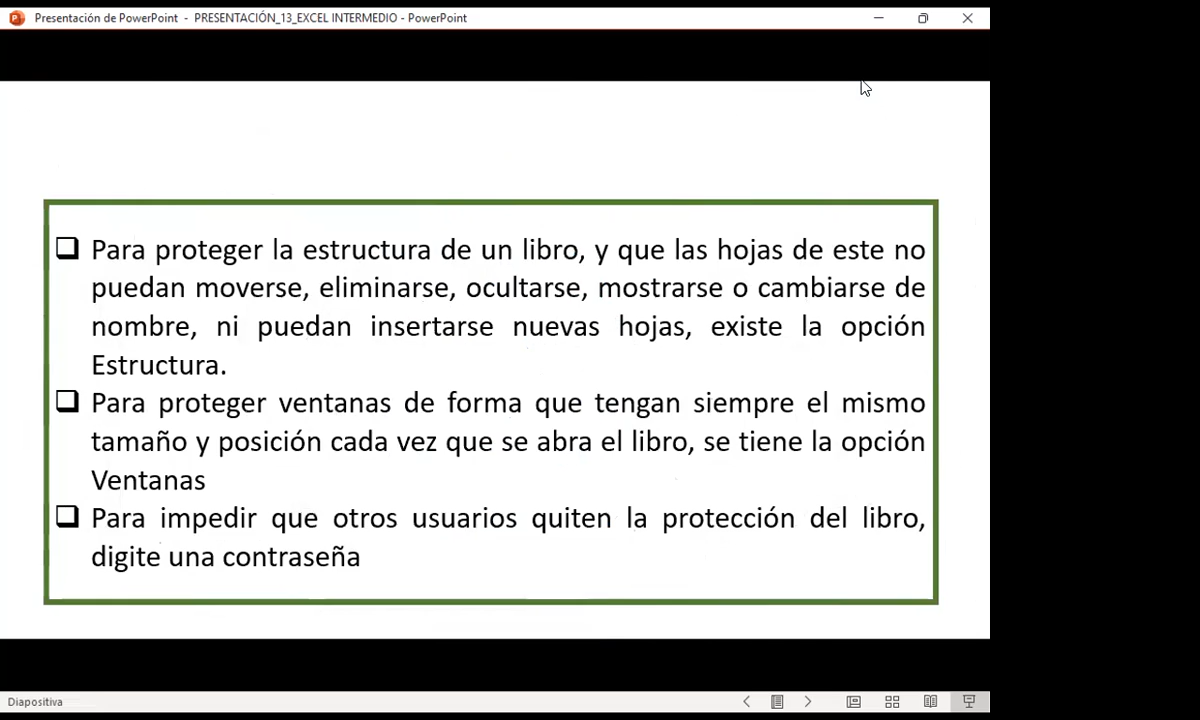 Presentación de PowerPoint - PRESENTACIÓN_13_EXCEL INTERMEDIO - PowerPoint
Para proteger la estructura de un libro, y que las hojas de este no
puedan moverse, eliminarse, ocultarse, mostrarse o cambiarse de
nombre, ni puedan insertarse nuevas hojas, existe la opción
Estructura.
Para proteger ventanas de forma que tengan siempre el mismo
tamaño y posición cada vez que se abra el libro, se tiene la opción
Ventanas
Para impedir que otros usuarios quiten la protección del libro,
digite una contraseña
Diapositiva